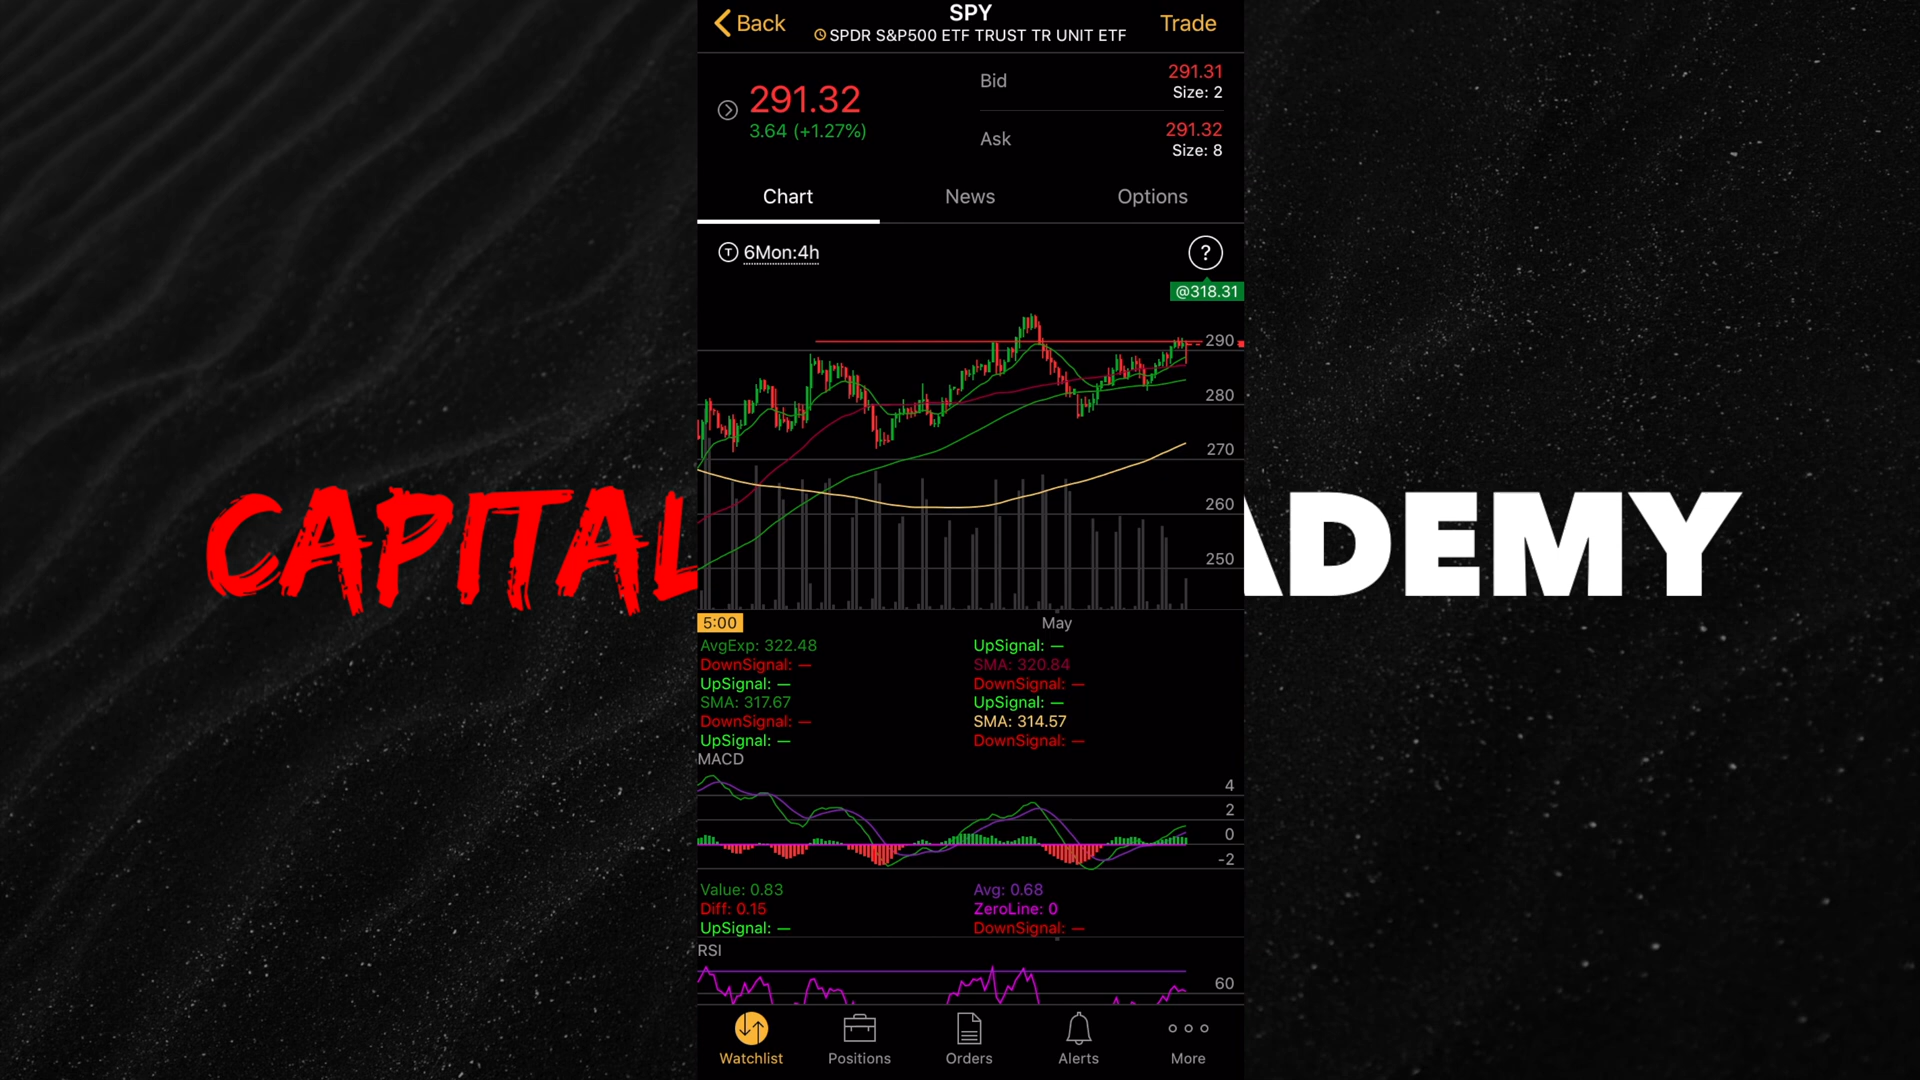 Back
SPY
SPDR S&P500 ETF TRUST TR UNIT ETF
Trade
291.32
3.64 (+1.27%)
Bid
291.31
Size: 2
Ask
291.32
Size: 8
Chart
News
Options
T
6Mon:4h
?
@318.31
290
280
270
260
250
CAPITAL
ADEMY
5:00
May
AvgExp: 322.48
UpSignal: —
DownSignal: —
SMA: 320.84
UpSignal: —
DownSignal: —
SMA: 317.67
UpSignal: —
DownSignal: —
SMA: 314.57
UpSignal: —
DownSignal: —
MACD
4
2
0
-2
Value: 0.83
Avg: 0.68
Diff: 0.15
ZeroLine: 0
UpSignal: —
DownSignal: —
RSI
60
Watchlist
Positions
Orders
Alerts
More